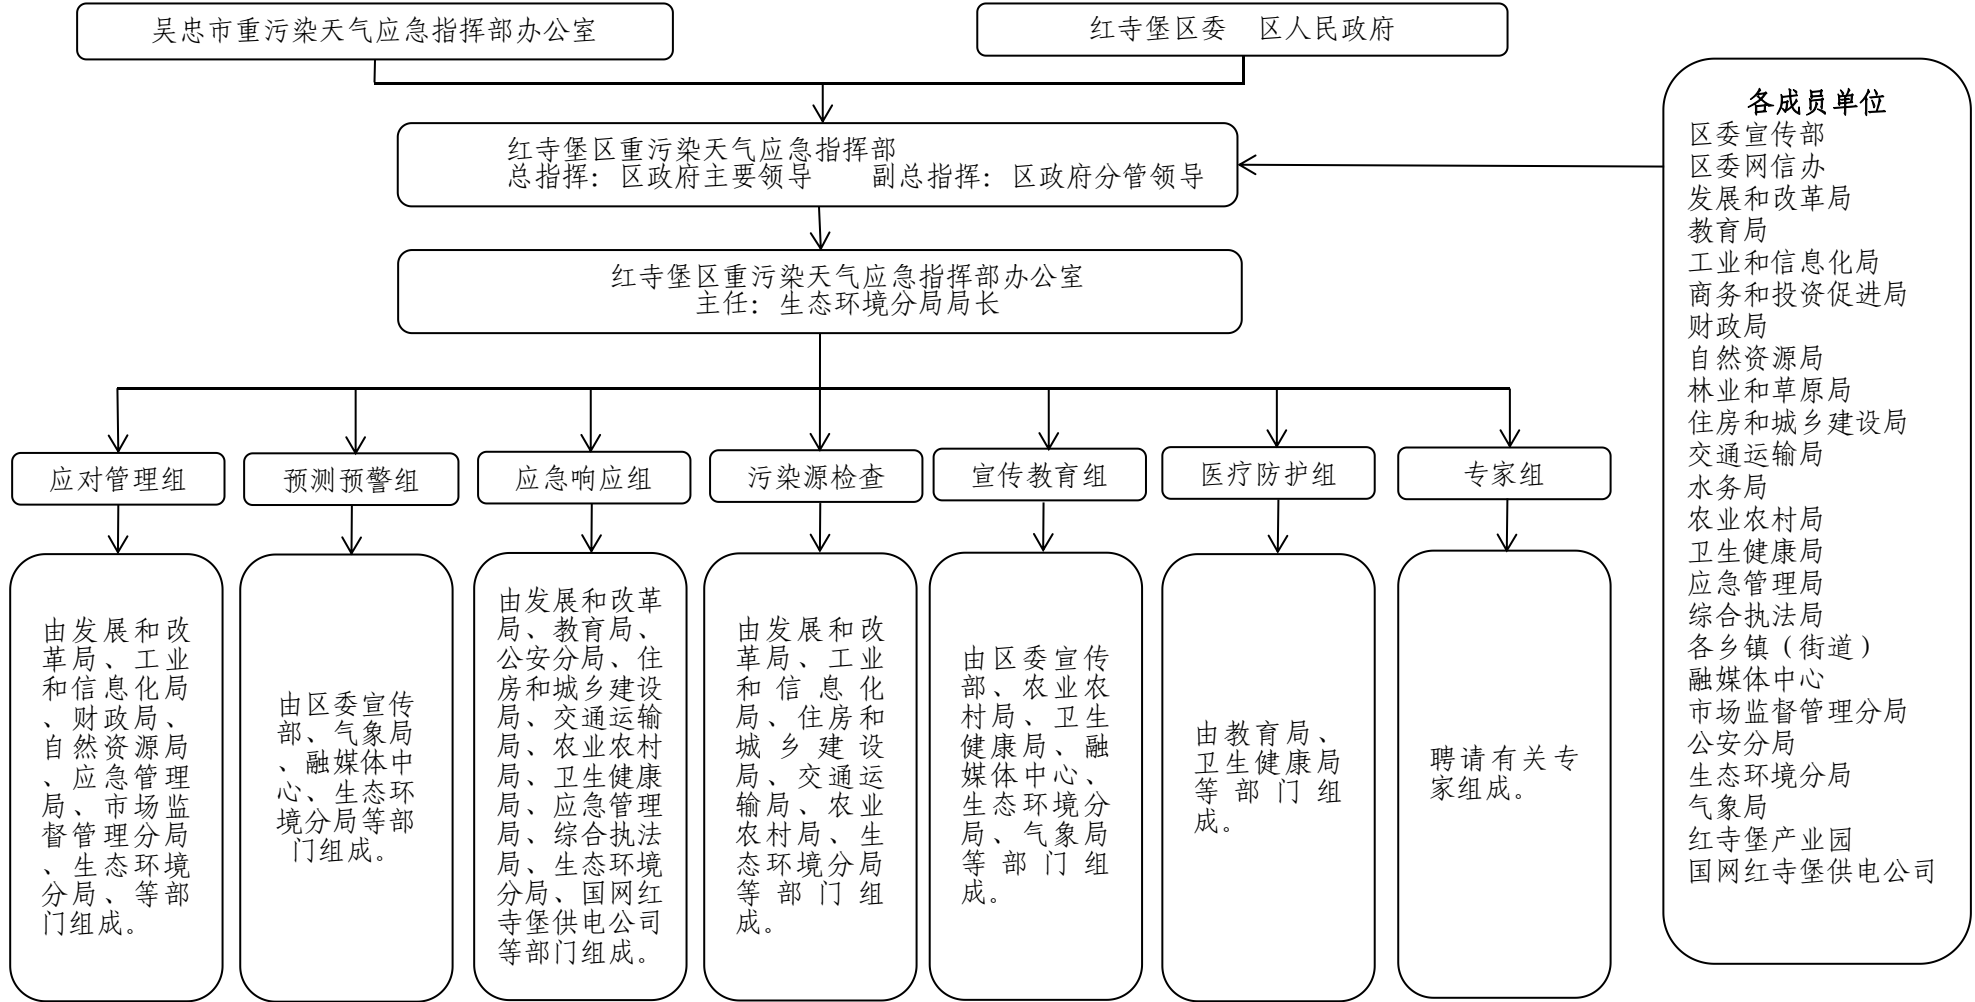 吴忠市重污染天气应急指挥部办公室
红寺堡区委　区人民政府
红寺堡区重污染天气应急指挥部
总指挥：区政府主要领导　　副总指挥：区政府分管领导
红寺堡区重污染天气应急指挥部办公室
主任：生态环境分局局长
应对管理组
预测预警组
应急响应组
污染源检查
宣传教育组
医疗防护组
专家组
由发展和改
革局、工业
和信息化局
、财政局、
自然资源局
、应急管理
局、市场监
督管理分局
、生态环境
分局、等部
门组成。
由区委宣传
部、气象局
、融媒体中
心、生态环
境分局等部
门组成。
由发展和改革
局、教育局、
公安分局、住
房和城乡建设
局、交通运输
局、农业农村
局、卫生健康
局、应急管理
局、综合执法
局、生态环境
分局、国网红
寺堡供电公司
等部门组成。
由发展和改
革局、工业
和信息化
局、住房和
城乡建设
局、交通运
输局、农业
农村局、生
态环境分局
等部门组
成。
由区委宣传
部、农业农
村局、卫生
健康局、融
媒体中心、
生态环境分
局、气象局
等部门组
成。
由教育局、
卫生健康局
等部门组
成。
聘请有关专
家组成。
各成员单位
区委宣传部
区委网信办
发展和改革局
教育局
工业和信息化局
商务和投资促进局
财政局
自然资源局
林业和草原局
住房和城乡建设局
交通运输局
水务局
农业农村局
卫生健康局
应急管理局
综合执法局
各乡镇（街道）
融媒体中心
市场监督管理分局
公安分局
生态环境分局
气象局
红寺堡产业园
国网红寺堡供电公司